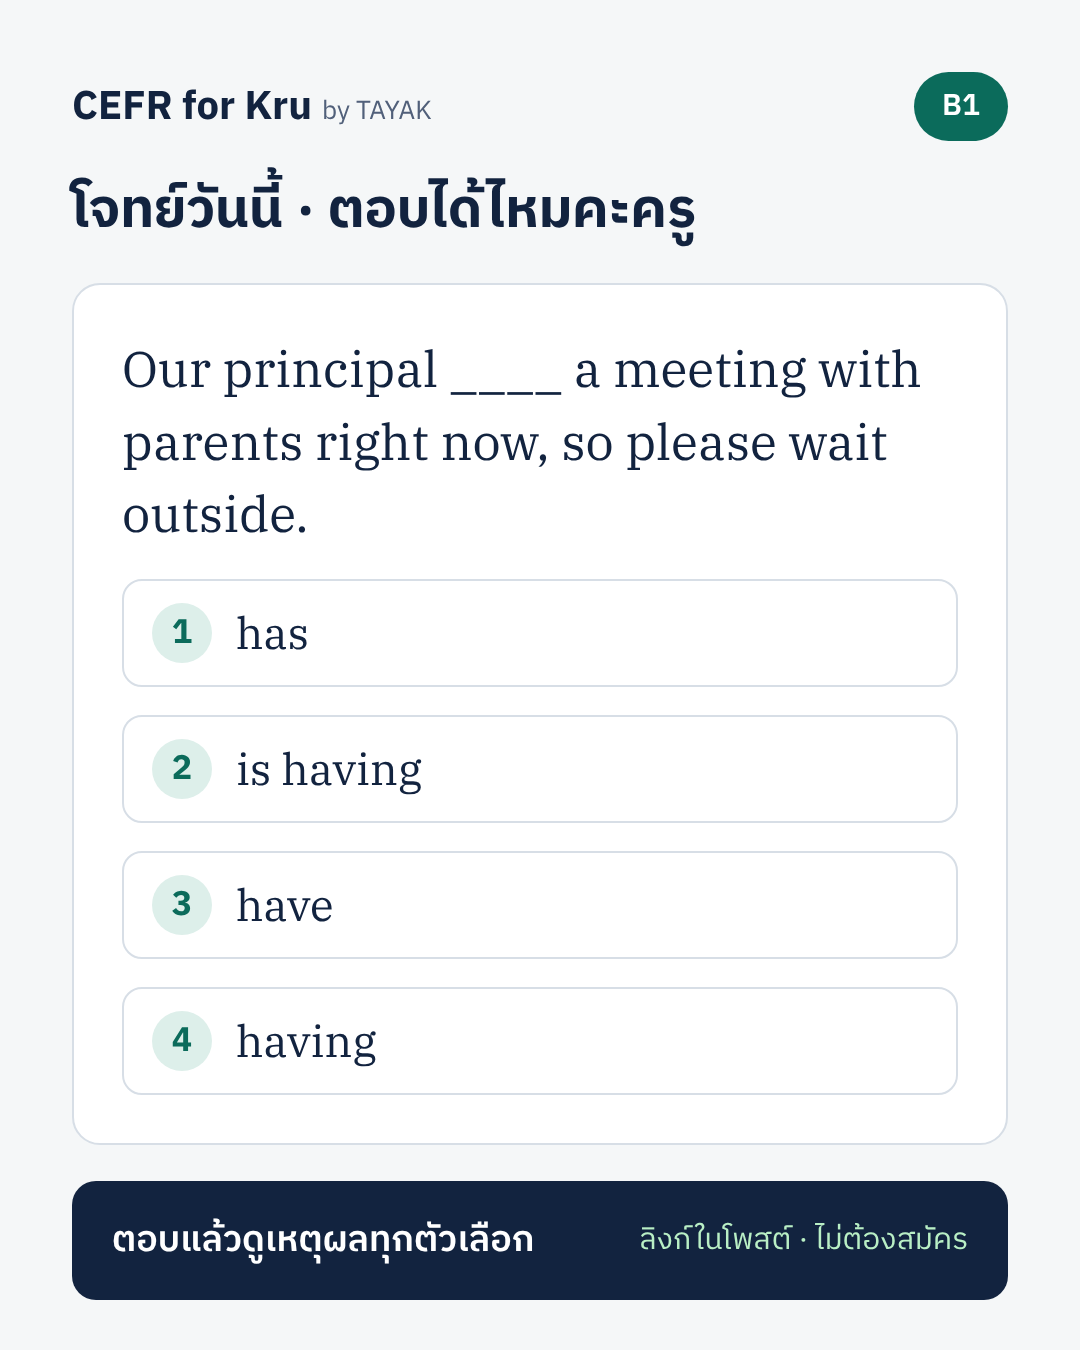 CEFR for Kru by TAYAK
B1
โจทย์วันนี้ · ตอบได้ไหมคะครู
Our principal ____ a meeting with
parents right now, so please wait
outside.
1 has
2 is having
3 have
4 having
ตอบแล้วดูเหตุผลทุกตัวเลือก
ลิงก์ในโพสต์ · ไม่ต้องสมัคร